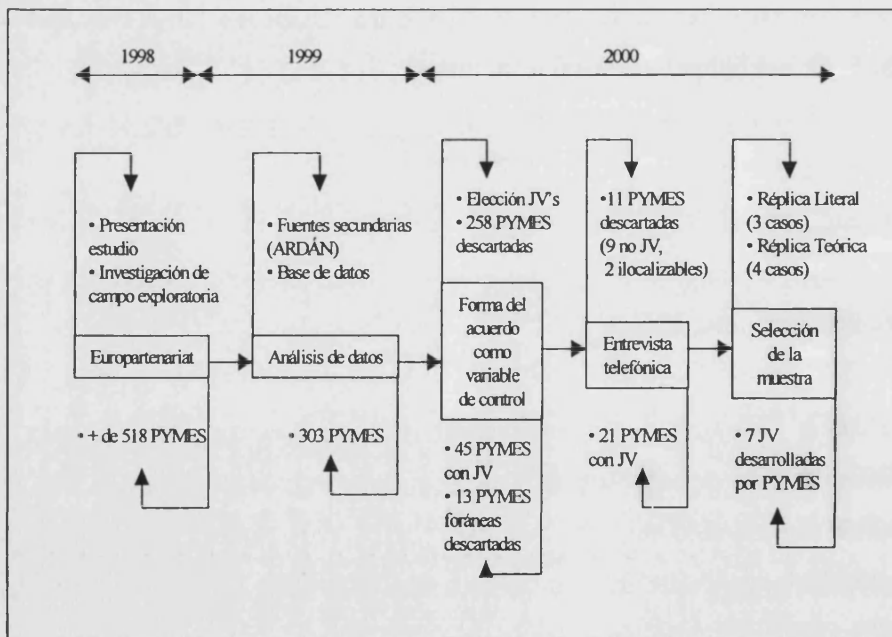 1998
1999
2000
• Presentación
estudio
• Investigación de
campo exploratoria
Europartenariat
• + de 518 PYMES
• Fuentes secundarias
(ARDÁN)
• Base de datos
Análisis de datos
• 303 PYMES
• Elección JV's
• 258 PYMES
descartadas
Forma del
acuerdo
como
variable
de control
• 45 PYMES
con JV
• 13 PYMES
foráneas
descartadas
• 11 PYMES
descartadas
(9 no JV,
2 ilocalizables)
Entrevista
telefónica
• 21 PYMES
con JV
• Réplica Literal
(3 casos)
• Réplica Teórica
(4 casos)
Selección
de la
muestra
• 7 JV
desarrolladas
por PYMES